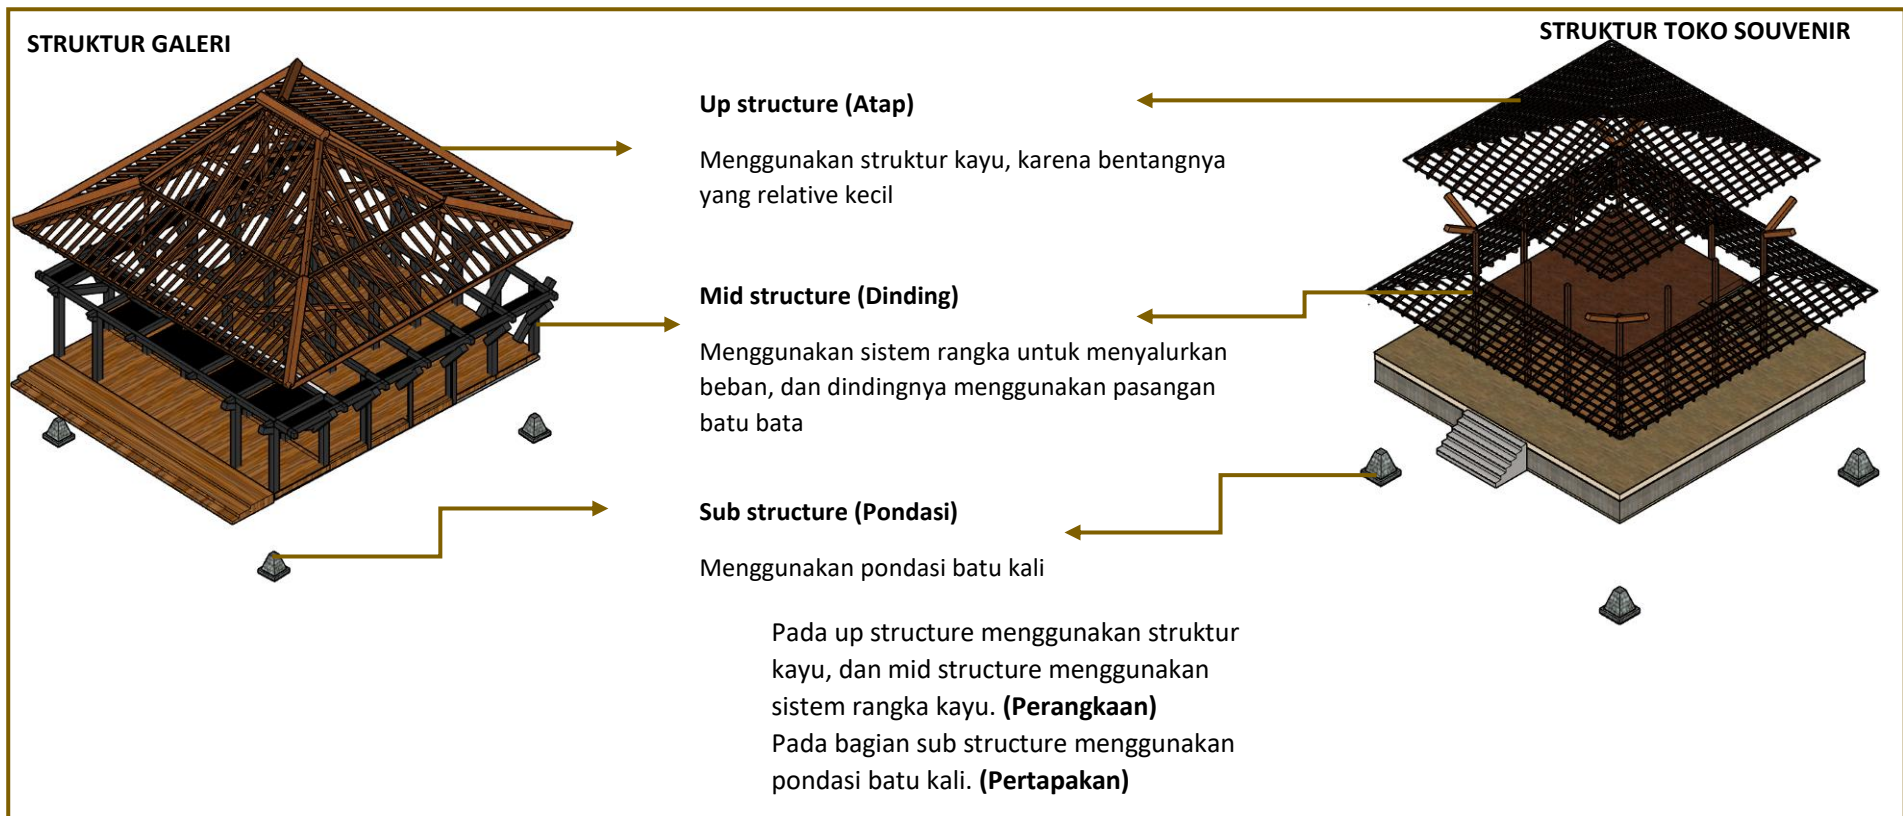 STRUKTUR GALERI
STRUKTUR TOKO SOUVENIR
Up structure (Atap)
Menggunakan struktur kayu, karena bentangnya
yang relative kecil
Mid structure (Dinding)
Menggunakan sistem rangka untuk menyalurkan
beban, dan dindingnya menggunakan pasangan
batu bata
Sub structure (Pondasi)
Menggunakan pondasi batu kali
Pada up structure menggunakan struktur
kayu, dan mid structure menggunakan
sistem rangka kayu. (Perangkaan)
Pada bagian sub structure menggunakan
pondasi batu kali. (Pertapakan)